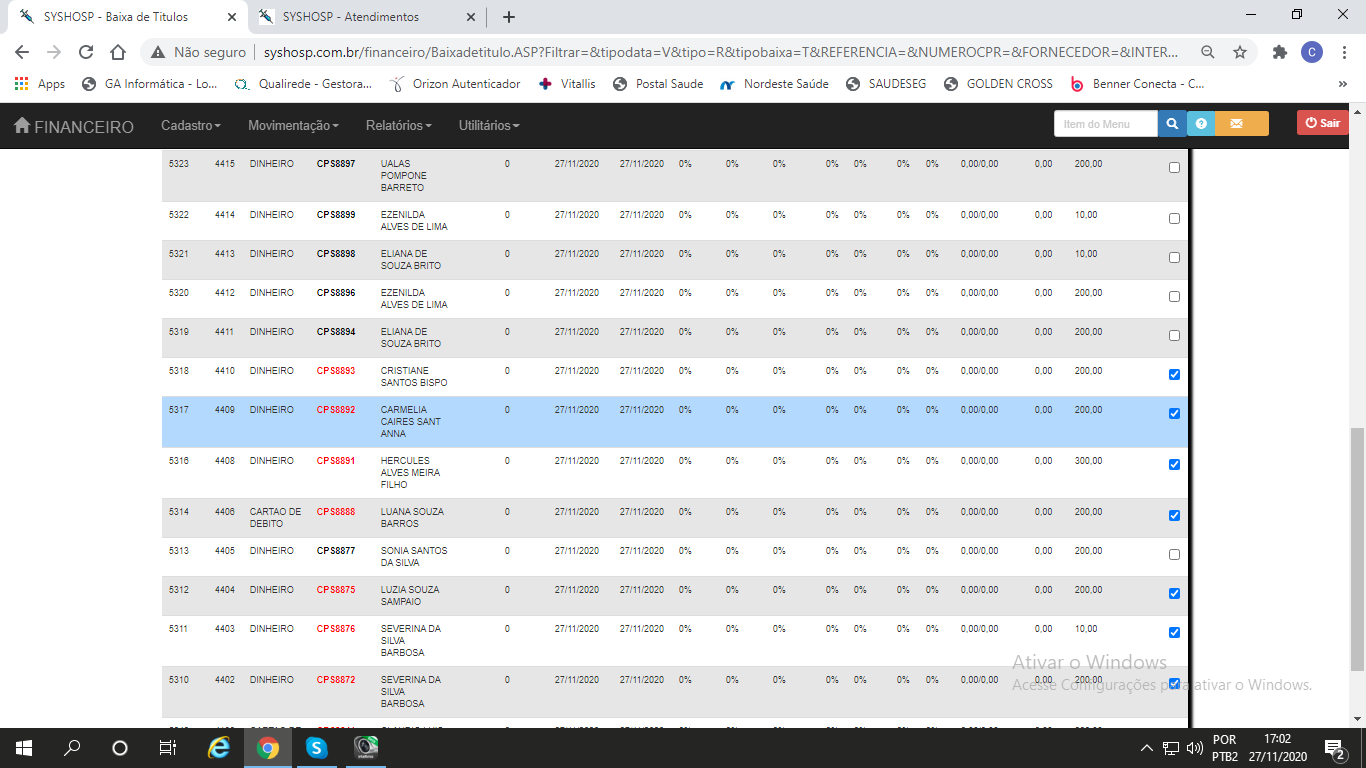 SYSHOSP - Baixa de Titulos
SYSHOSP - Atendimentos
Não seguro
syshosp.com.br/financeiro/Baixadetitulo.ASP?Filtrar=&tipodata=V&tipo=R&tipobaixa=T&REFERENCIA=&NUMEROCPR=&FORNECEDOR=&INTER...
C
Apps
GA Informática - Lo...
Qualirede - Gestora...
Orizon Autenticador
Vitallis
Postal Saude
Nordeste Saúde
SAUDESEG
GOLDEN CROSS
Benner Conecta - C...
»
FINANCEIRO
Cadastro
Movimentação
Relatórios
Utilitários
Item do Menu
Sair
5323 4415 DINHEIRO CPS8897 UALAS 0 27/11/2020 27/11/2020 0% 0% 0% 0% 0% 0% 0% 0,00/0,00 0,00 200,00
POMPONE
BARRETO
5322 4414 DINHEIRO CPS8899 EZENILDA 0 27/11/2020 27/11/2020 0% 0% 0% 0% 0% 0% 0% 0,00/0,00 0,00 10,00
ALVES DE LIMA
5321 4413 DINHEIRO CPS8898 ELIANA DE 0 27/11/2020 27/11/2020 0% 0% 0% 0% 0% 0% 0% 0,00/0,00 0,00 10,00
SOUZA BRITO
5320 4412 DINHEIRO CPS8896 EZENILDA 0 27/11/2020 27/11/2020 0% 0% 0% 0% 0% 0% 0% 0,00/0,00 0,00 200,00
ALVES DE LIMA
5319 4411 DINHEIRO CPS8894 ELIANA DE 0 27/11/2020 27/11/2020 0% 0% 0% 0% 0% 0% 0% 0,00/0,00 0,00 200,00
SOUZA BRITO
5318 4410 DINHEIRO CPS8893 CRISTIANE 0 27/11/2020 27/11/2020 0% 0% 0% 0% 0% 0% 0% 0,00/0,00 0,00 200,00
SANTOS BISPO
5317 4409 DINHEIRO CPS8892 CARMELIA 0 27/11/2020 27/11/2020 0% 0% 0% 0% 0% 0% 0% 0,00/0,00 0,00 200,00
CAIRES SANT
ANNA
5316 4408 DINHEIRO CPS8891 HERCULES 0 27/11/2020 27/11/2020 0% 0% 0% 0% 0% 0% 0% 0,00/0,00 0,00 300,00
ALVES MEIRA
FILHO
5314 4406 CARTAO DE CPS8888 LUANA SOUZA 0 27/11/2020 27/11/2020 0% 0% 0% 0% 0% 0% 0% 0,00/0,00 0,00 200,00
DEBITO BARROS
5313 4405 DINHEIRO CPS8877 SONIA SANTOS 0 27/11/2020 27/11/2020 0% 0% 0% 0% 0% 0% 0% 0,00/0,00 0,00 200,00
DA SILVA
5312 4404 DINHEIRO CPS8875 LUZIA SOUZA 0 27/11/2020 27/11/2020 0% 0% 0% 0% 0% 0% 0% 0,00/0,00 0,00 200,00
SAMPAIO
5311 4403 DINHEIRO CPS8876 SEVERINA DA 0 27/11/2020 27/11/2020 0% 0% 0% 0% 0% 0% 0% 0,00/0,00 0,00 10,00
SILVA
BARBOSA
5310 4402 DINHEIRO CPS8872 SEVERINA DA 0 27/11/2020 27/11/2020 0% 0% 0% 0% 0% 0% 0% 0,00/0,00 0,00 200,00
SILVA
BARBOSA
Ativar o Windows
Acesse Configurações para ativar o Windows.
POR 17:02
PTB2 27/11/2020
2